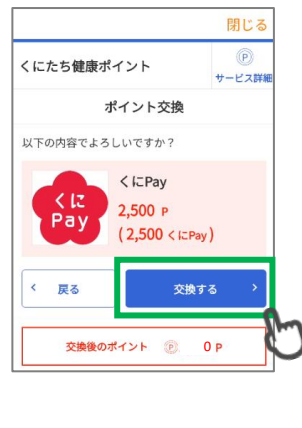 閉じる
くにたち健康ポイント
P
サービス詳細
ポイント交換
以下の内容でよろしいですか？
くに
Pay
くにPay
2,500 P
(2,500 くにPay)
戻る
交換する
交換後のポイント P 0 P